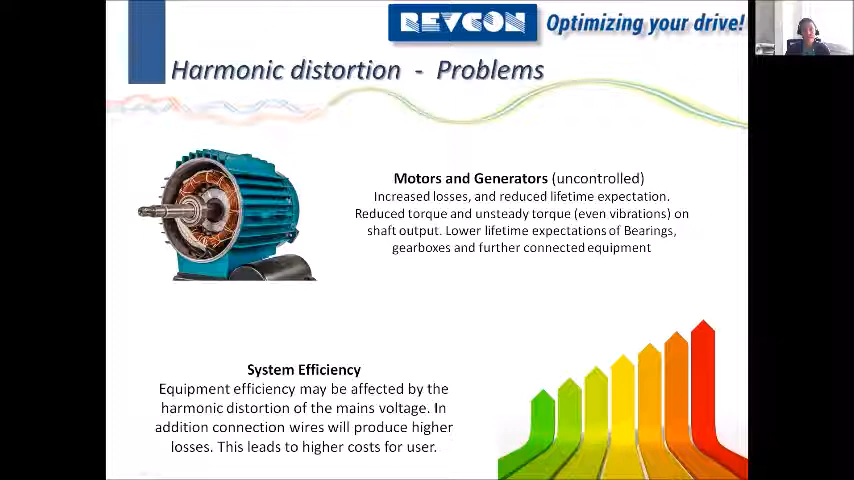 REVCON Optimizing your drive!
Harmonic distortion - Problems
Motors and Generators (uncontrolled)
Increased losses, and reduced lifetime expectation.
Reduced torque and unsteady torque (even vibrations) on
shaft output. Lower lifetime expectations of Bearings,
gearboxes and further connected equipment
System Efficiency
Equipment efficiency may be affected by the
harmonic distortion of the mains voltage. In
addition connection wires will produce higher
losses. This leads to higher costs for user.